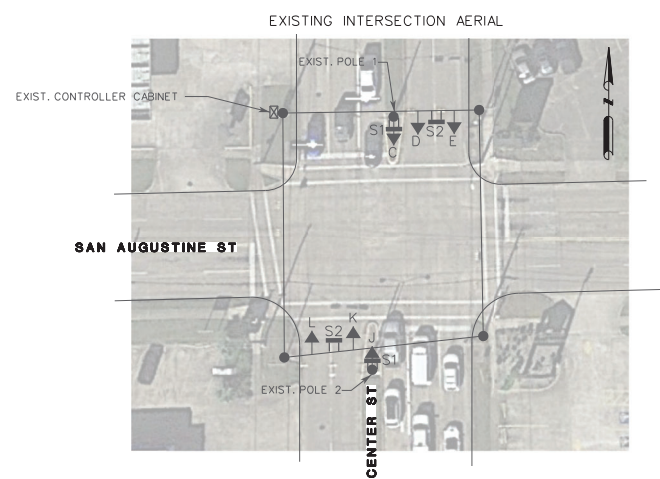 EXISTING INTERSECTION AERIAL
EXIST. POLE 1
EXIST. CONTROLLER CABINET
S1
C
D
S2
E
N
SAN AUGUSTINE ST
L
S2
K
J
S1
EXIST. POLE 2
CENTER ST